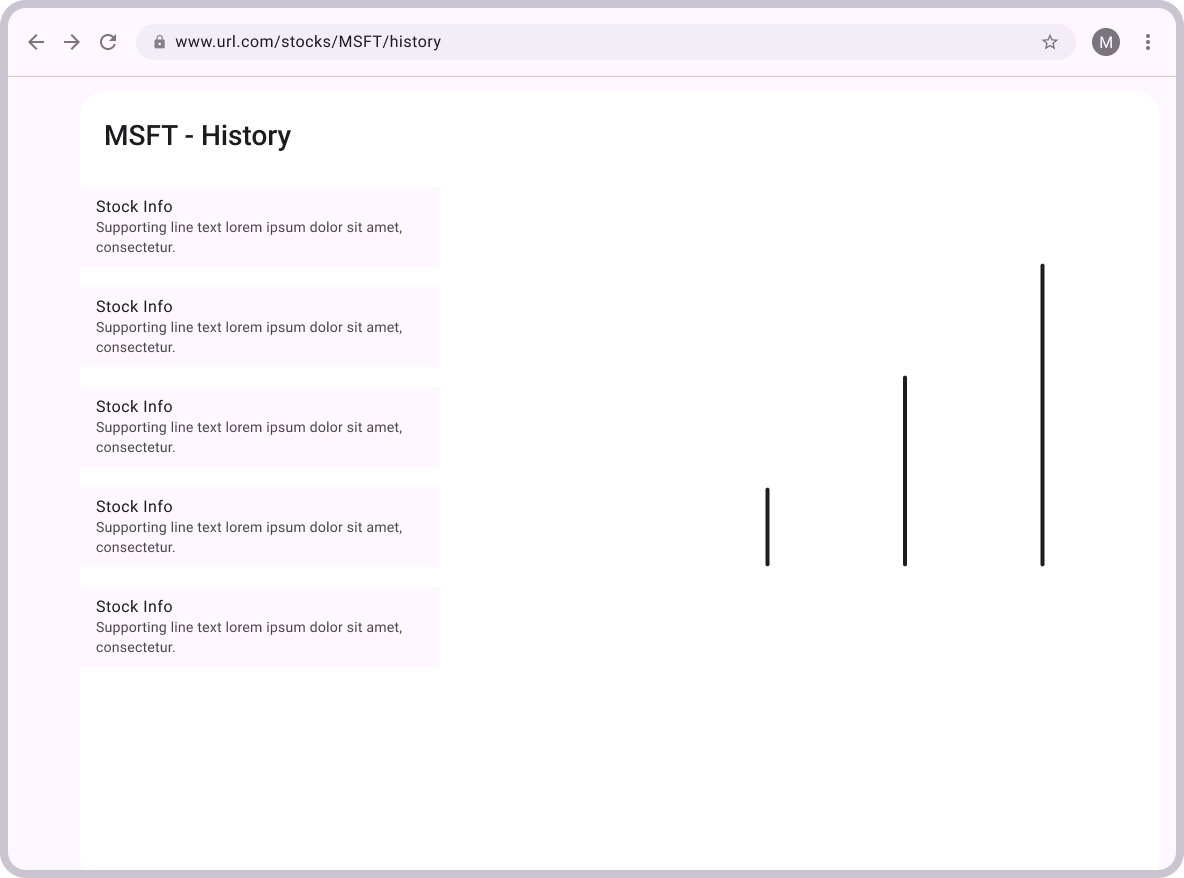 www.url.com/stocks/MSFT/history
M
MSFT - History
Stock Info
Supporting line text lorem ipsum dolor sit amet,
consectetur.
Stock Info
Supporting line text lorem ipsum dolor sit amet,
consectetur.
Stock Info
Supporting line text lorem ipsum dolor sit amet,
consectetur.
Stock Info
Supporting line text lorem ipsum dolor sit amet,
consectetur.
Stock Info
Supporting line text lorem ipsum dolor sit amet,
consectetur.